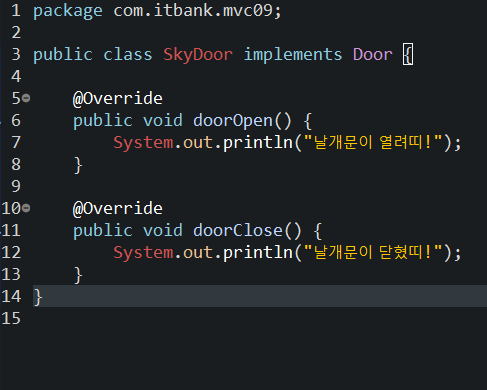 1 package com.itbank.mvc09;
2
3 public class SkyDoor implements Door {
4
5 @Override
6 public void doorOpen() {
7 System.out.println("날개문이 열려띠!");
8 }
9
10 @Override
11 public void doorClose() {
12 System.out.println("날개문이 닫혔띠!");
13 }
14 }
15